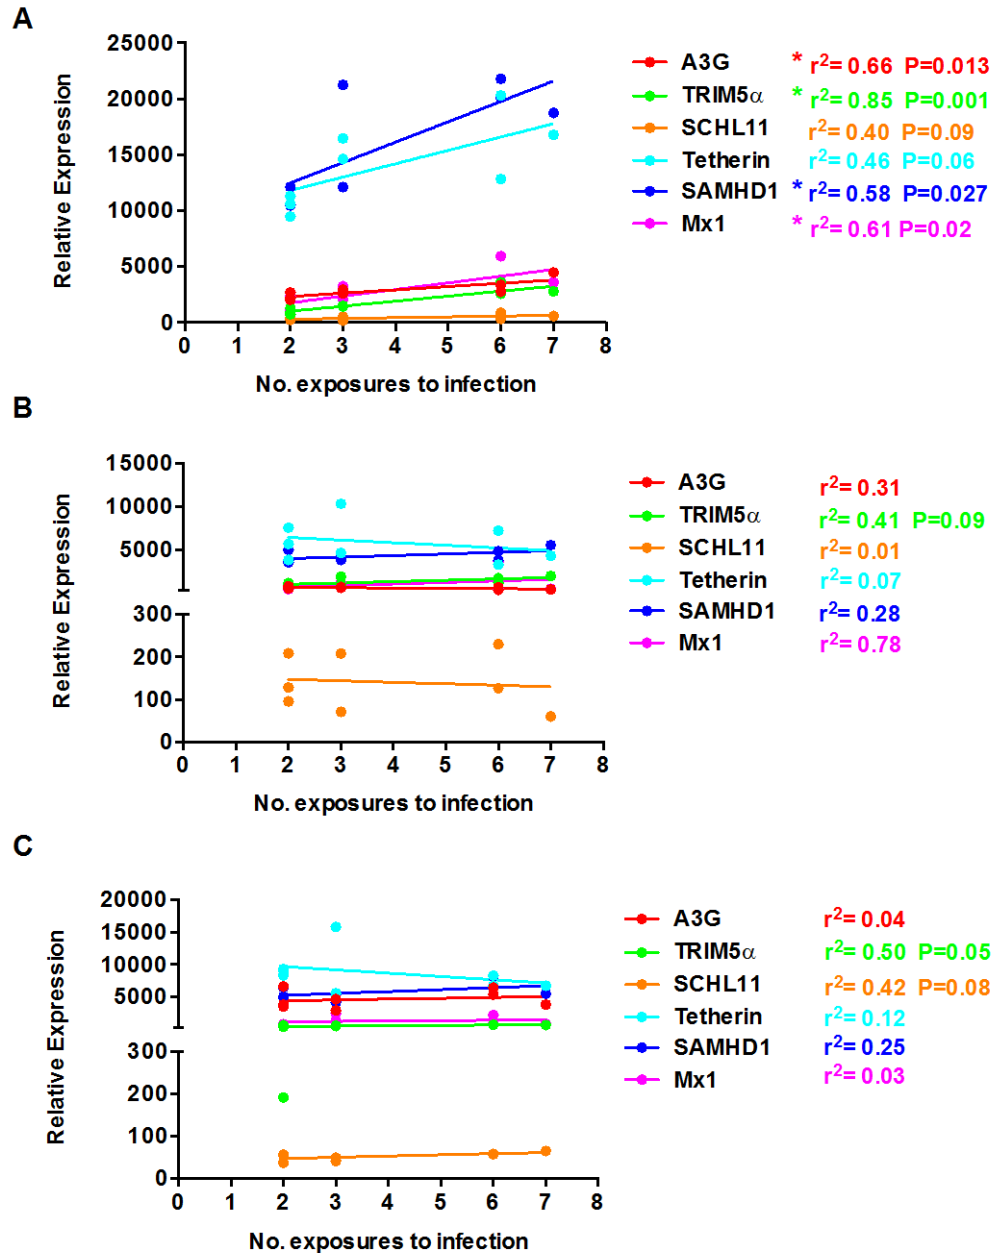 A
Relative Expression
25000
20000
15000
10000
5000
0
0 1 2 3 4 5 6 7 8
No. exposures to infection
A3G * r²= 0.66 P=0.013
TRIM5α * r²= 0.85 P=0.001
SCHL11 r²= 0.40 P=0.09
Tetherin r²= 0.46 P=0.06
SAMHD1 * r²= 0.58 P=0.027
Mx1 * r²= 0.61 P=0.02
B
Relative Expression
15000
10000
5000
300
200
100
0
0 1 2 3 4 5 6 7 8
No. exposures to infection
A3G r²= 0.31
TRIM5α r²= 0.41 P=0.09
SCHL11 r²= 0.01
Tetherin r²= 0.07
SAMHD1 r²= 0.28
Mx1 r²= 0.78
C
Relative Expression
20000
15000
10000
5000
300
200
100
0
0 1 2 3 4 5 6 7 8
No. exposures to infection
A3G r²= 0.04
TRIM5α r²= 0.50 P=0.05
SCHL11 r²= 0.42 P=0.08
Tetherin r²= 0.12
SAMHD1 r²= 0.25
Mx1 r²= 0.03